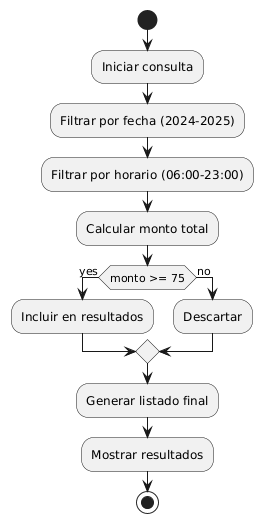 Iniciar consulta
Filtrar por fecha (2024-2025)
Filtrar por horario (06:00-23:00)
Calcular monto total
yes
monto >= 75
no
Incluir en resultados
Descartar
Generar listado final
Mostrar resultados